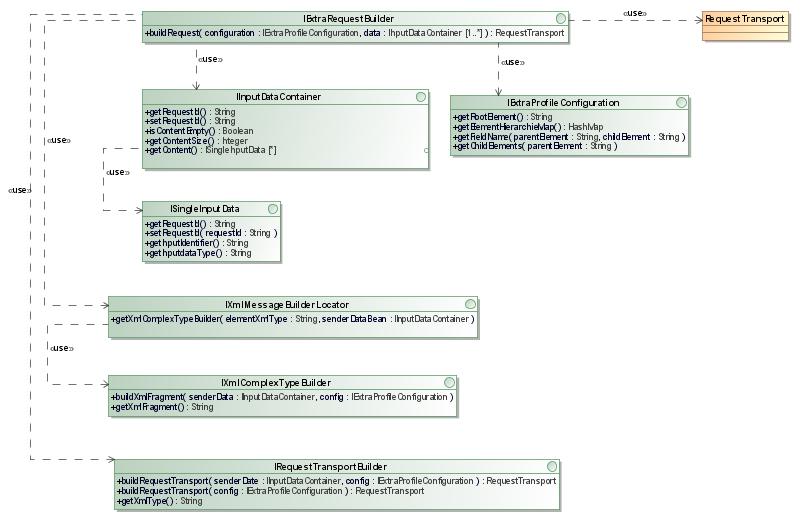 IExtraRequestBuilder
+buildRequest( configuration : IExtraProfileConfiguration, data : IInputDataContainer [1..*] ) : RequestTransport
«use»
RequestTransport
«use»
«use»
IInputDataContainer
+getRequestId() : String
+setRequestId() : String
+isContentEmpty() : Boolean
+getContentSize() : Integer
+getContent() : ISingleInputData [*]
IExtraProfileConfiguration
+getRootElement() : String
+getElementHierarchieMap() : HashMap
+getFieldName( parentElement : String, childElement : String )
+getChildElements( parentElement : String )
«use»
«use»
«use»
ISingleInputData
+getRequestId() : String
+setRequestId( requestId : String )
+getInputIdentifier() : String
+getInputdataType() : String
IXmlMessageBuilderLocator
+getXmlComplexTypeBuilder( elementXmlType : String, senderDataBean : IInputDataContainer )
«use»
IXmlComplexTypeBuilder
+buildXmlFragment( senderData : IInputDataContainer, config : IExtraProfileConfiguration )
+getXmlFragment() : String
IRequestTransportBuilder
+buildRequestTransport( senderDate : IInputDataContainer, config : IExtraProfileConfiguration ) : RequestTransport
+buildRequestTransport( config : IExtraProfileConfiguration ) : RequestTransport
+getXmlType() : String